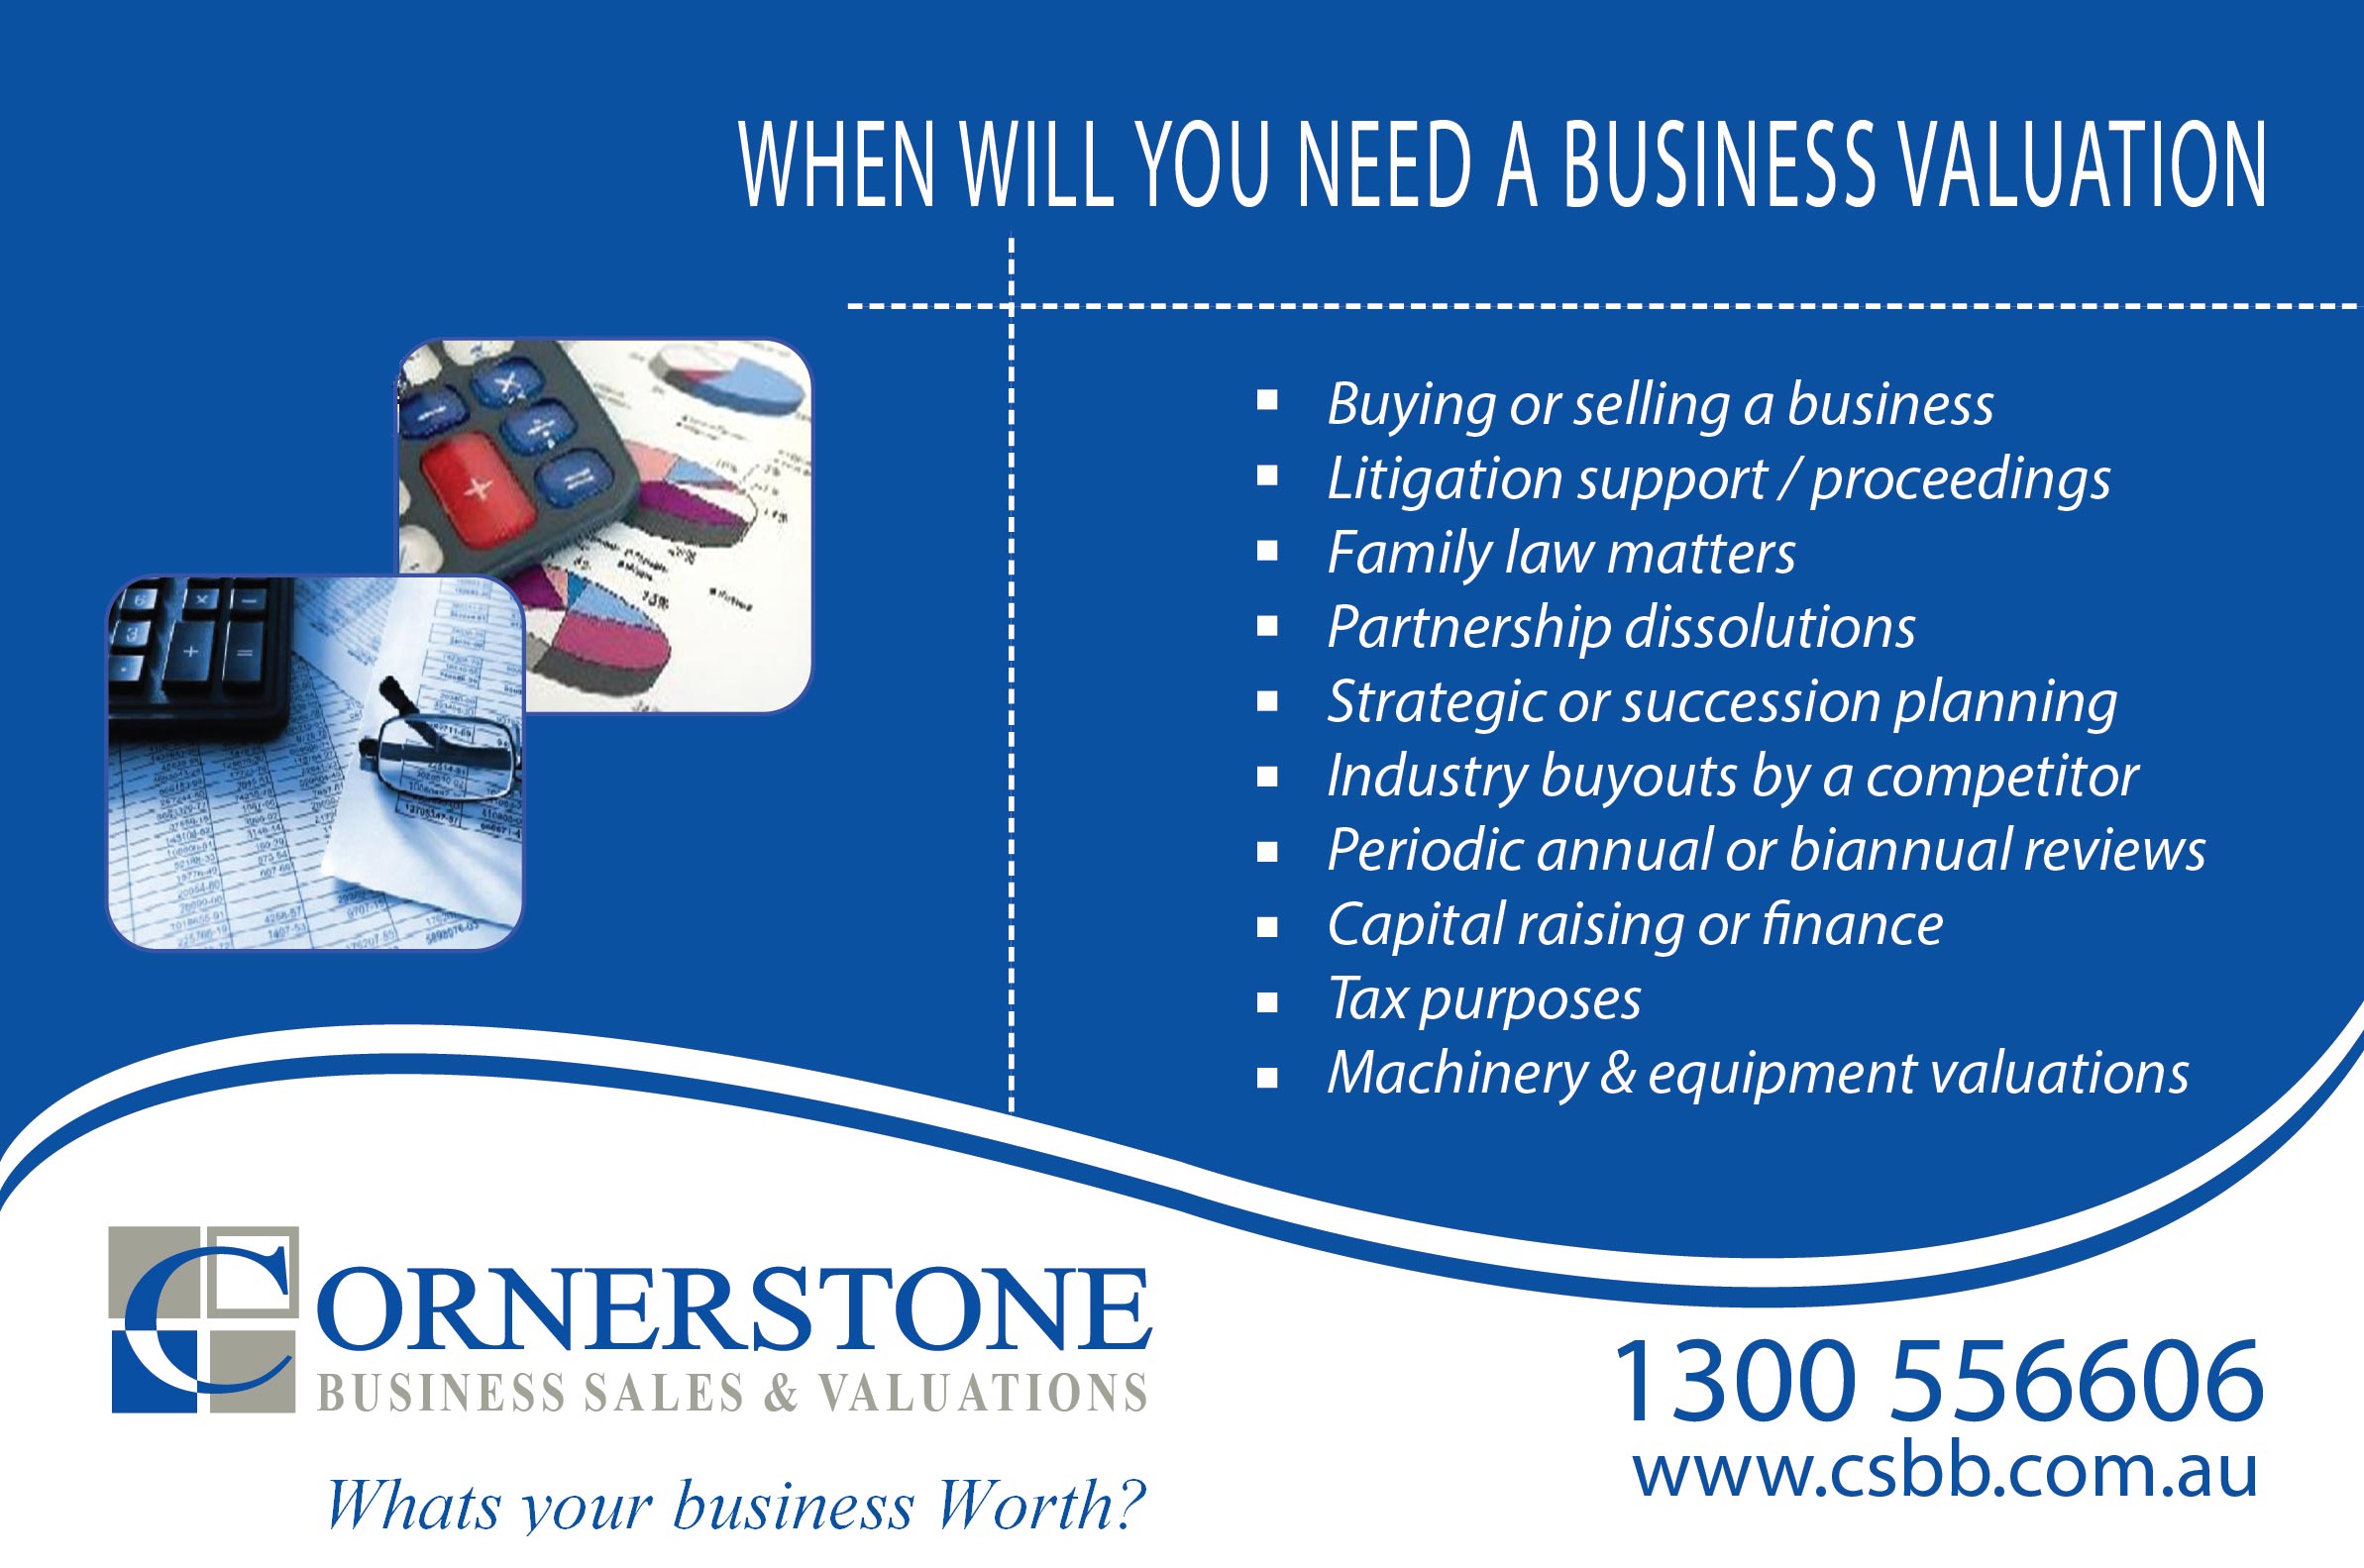 WHEN WILL YOU NEED A BUSINESS VALUATION
Buying or selling a business
Litigation support / proceedings
Family law matters
Partnership dissolutions
Strategic or succession planning
Industry buyouts by a competitor
Periodic annual or biannual reviews
Capital raising or finance
Tax purposes
Machinery & equipment valuations
CORNERSTONE
BUSINESS SALES & VALUATIONS
Whats your business Worth?
1300 556606
www.csbb.com.au